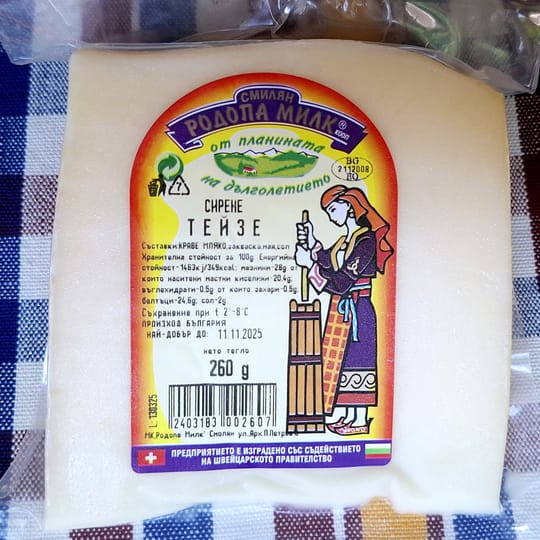 СМИЛЯН
РОДОПА МИЛК®
КООП
от планината
на дълголетието
BG
2112008
ЕО
7
СИРЕНЕ
ТЕЙЗЕ
Съставки:КРАВЕ МЛЯКО,закваска,мая,сол
Хранителна стойност за 100g: Енергийна
стойност-1463kj/349kcal; мазнини-28g от
които наситени мастни киселини-20,4g;
въглехидрати-0,5g от които захари-0,5g;
белтъци-24,6g; сол-2g
Съхранение при t 2°-8°C
ПРОИЗХОД БЪЛГАРИЯ
НАЙ-ДОБЪР ДО: 11.11.2025
нето тегло
260 g
L: 130325
2403183 002607
МК„Родопа Милк" Смолян ул„Арх.П.Петров
ПРЕДПРИЯТИЕТО Е ИЗГРАДЕНО СЪС СЪДЕЙСТВИЕТО
НА ШВЕЙЦАРСКОТО ПРАВИТЕЛСТВО